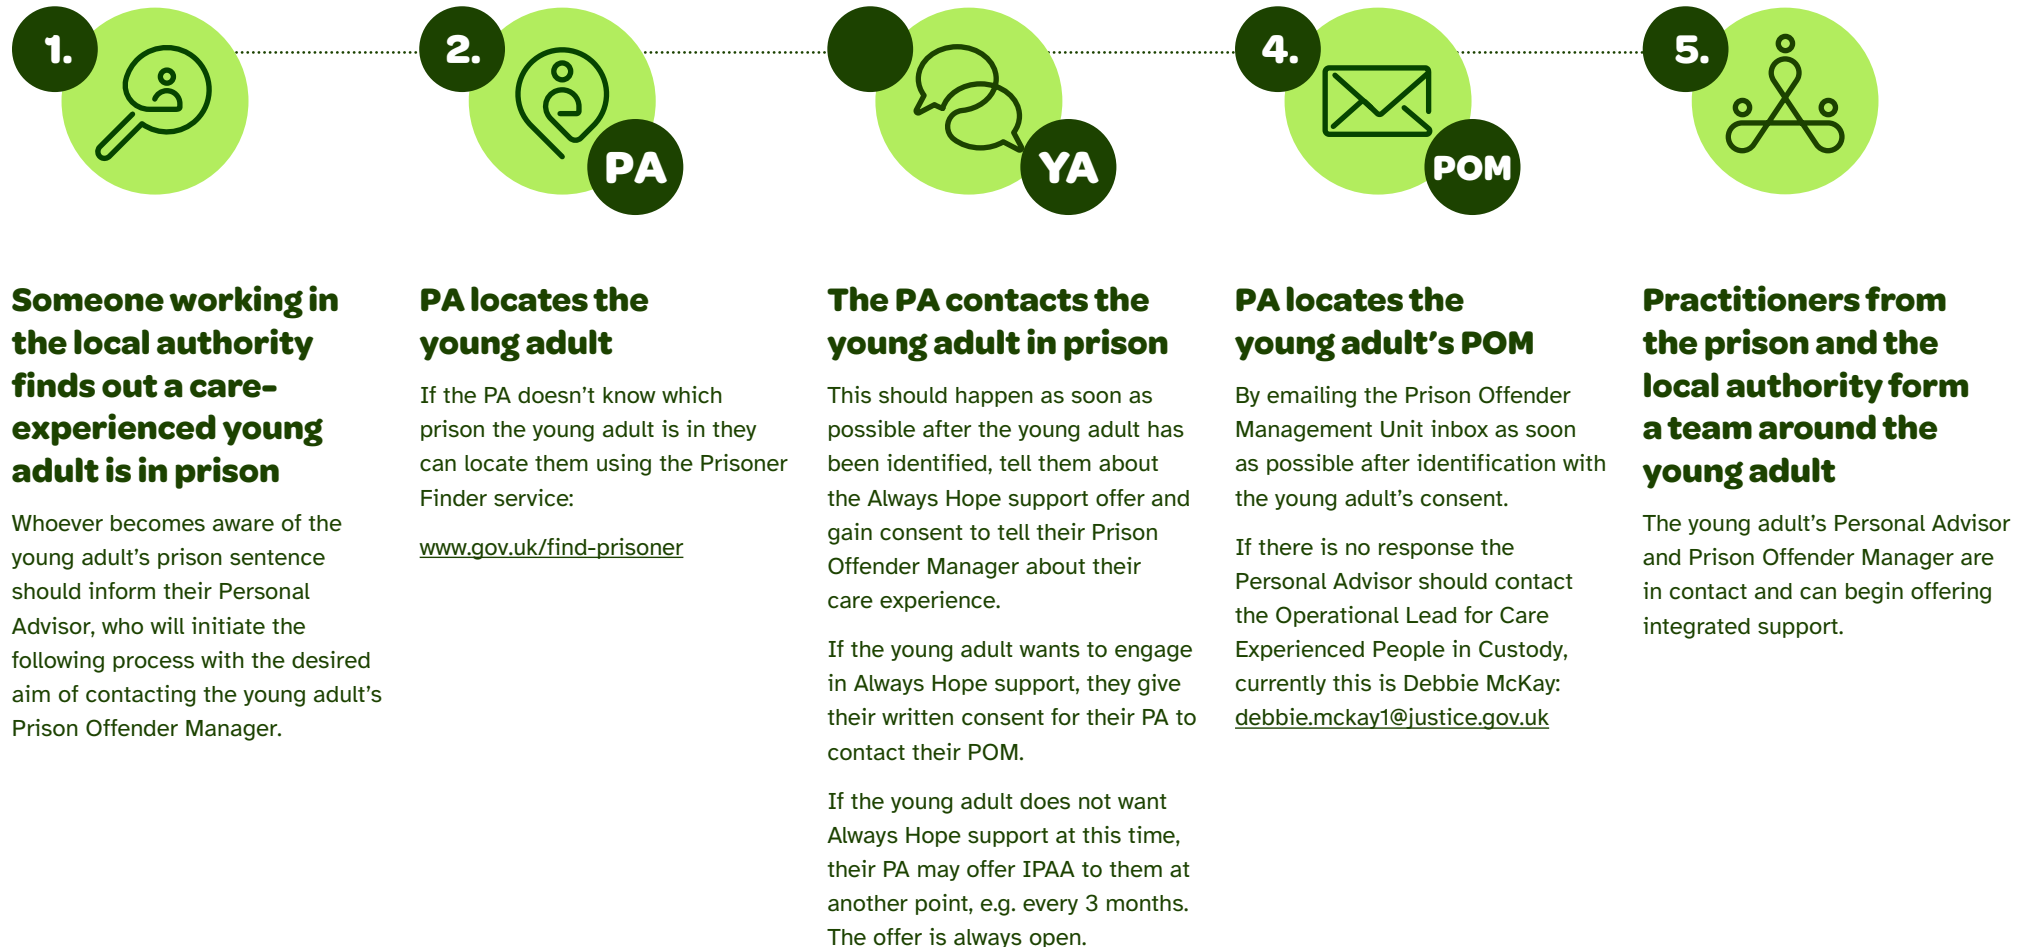 1.
Someone working in
the local authority
finds out a care-
experienced young
adult is in prison
Whoever becomes aware of the
young adult’s prison sentence
should inform their Personal
Advisor, who will initiate the
following process with the desired
aim of contacting the young adult’s
Prison Offender Manager.
2.
PA
PA locates the
young adult
If the PA doesn’t know which
prison the young adult is in they
can locate them using the Prisoner
Finder service:
www.gov.uk/find-prisoner
YA
The PA contacts the
young adult in prison
This should happen as soon as
possible after the young adult has
been identified, tell them about
the Always Hope support offer and
gain consent to tell their Prison
Offender Manager about their
care experience.
If the young adult wants to engage
in Always Hope support, they give
their written consent for their PA to
contact their POM.
If the young adult does not want
Always Hope support at this time,
their PA may offer IPAA to them at
another point, e.g. every 3 months.
The offer is always open.
4.
POM
PA locates the
young adult’s POM
By emailing the Prison Offender
Management Unit inbox as soon
as possible after identification with
the young adult’s consent.
If there is no response the
Personal Advisor should contact
the Operational Lead for Care
Experienced People in Custody,
currently this is Debbie McKay:
debbie.mckay1@justice.gov.uk
5.
Practitioners from
the prison and the
local authority form
a team around the
young adult
The young adult’s Personal Advisor
and Prison Offender Manager are
in contact and can begin offering
integrated support.